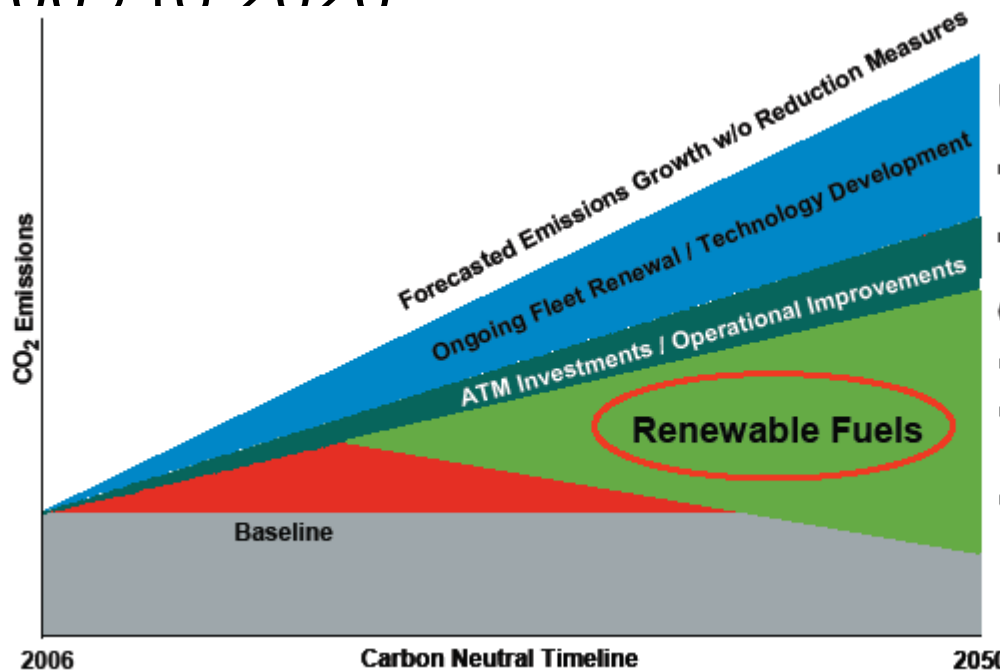 Forecasted Emissions Growth w/o Reduction Measures
Ongoing Fleet Renewal / Technology Development
ATM Investments / Operational Improvements
Renewable Fuels
Baseline
CO₂ Emissions
2006
Carbon Neutral Timeline
2050